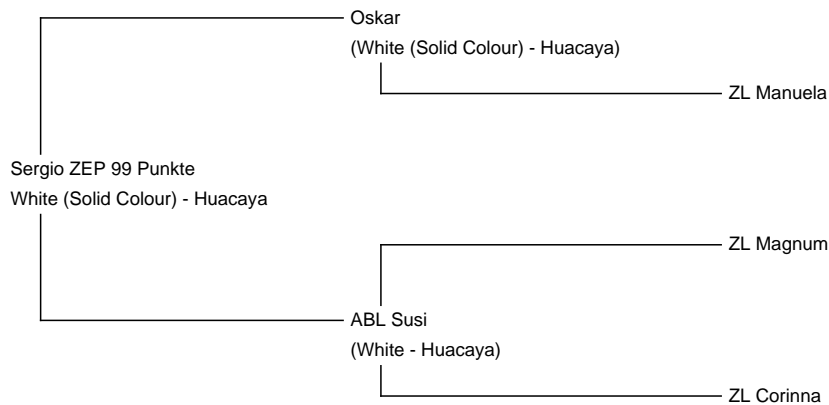 Oskar
(White (Solid Colour) - Huacaya)
ZL Manuela
Sergio ZEP 99 Punkte
White (Solid Colour) - Huacaya
ZL Magnum
ABL Susi
(White - Huacaya)
ZL Corinna